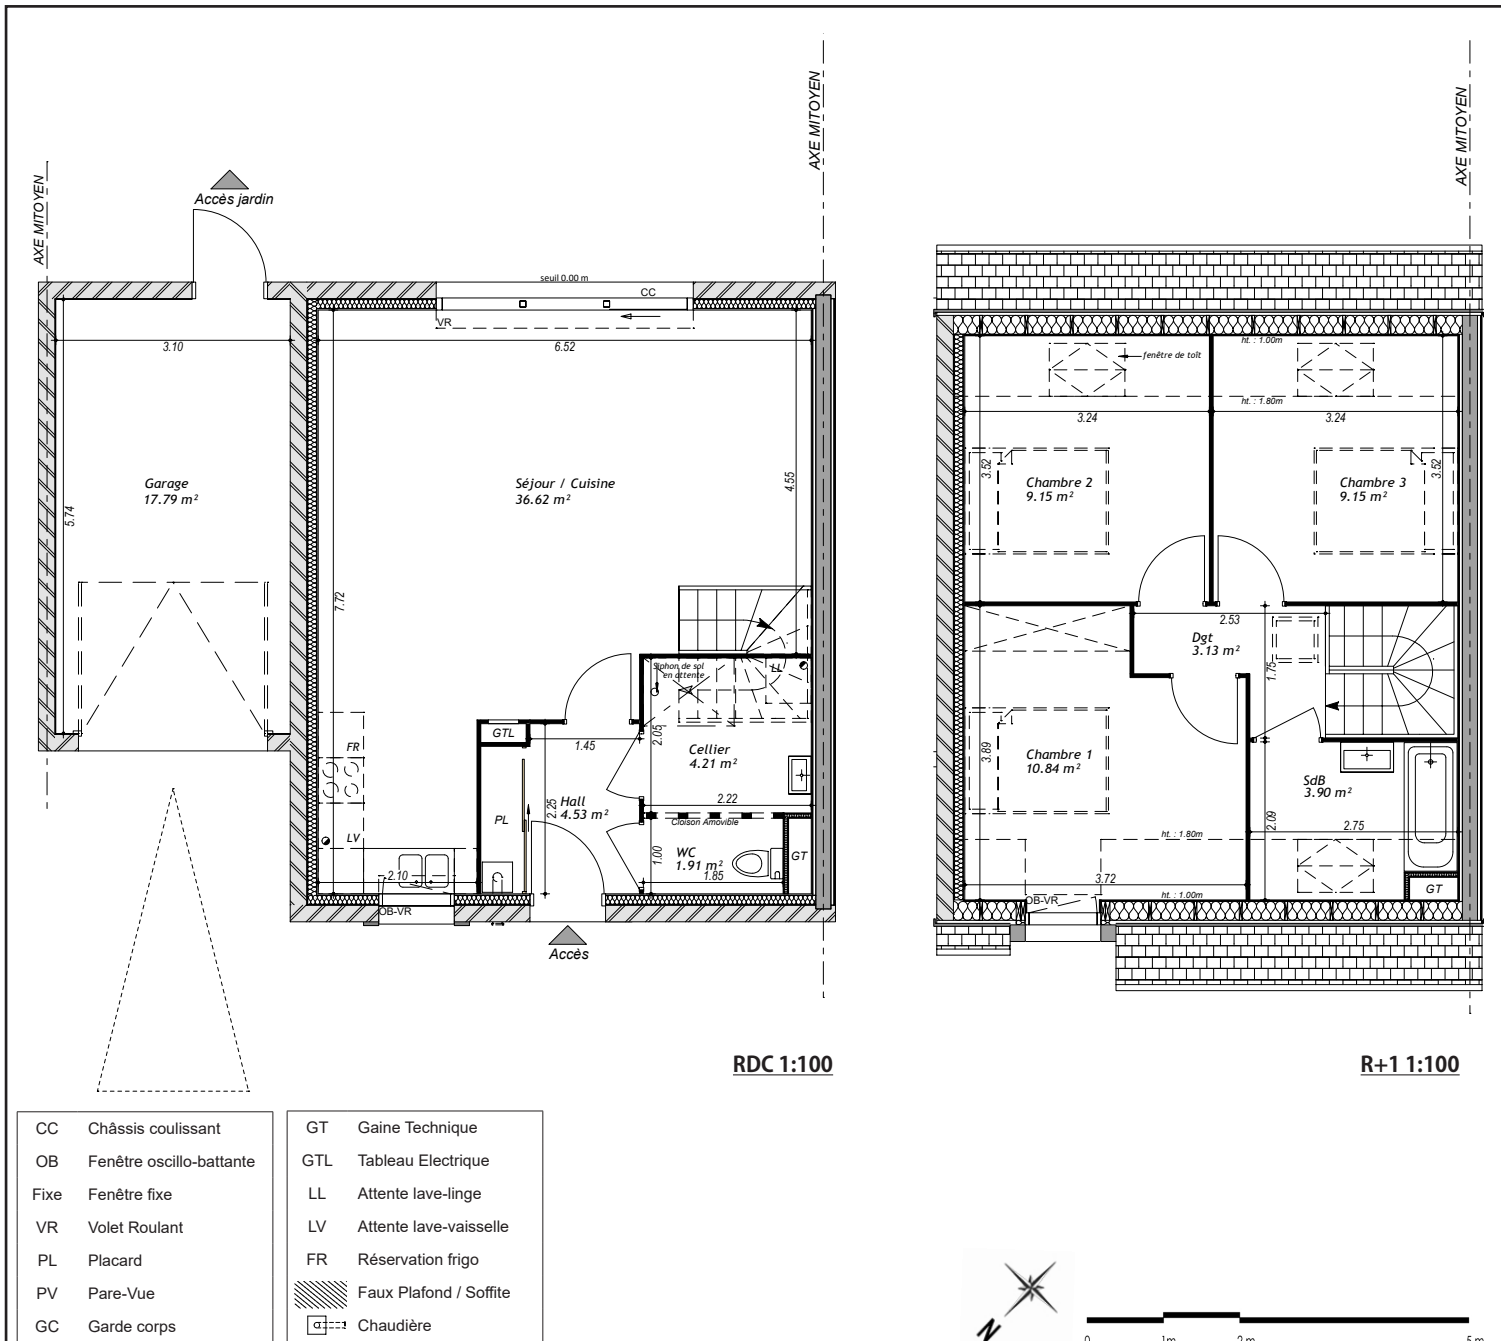 AXE MITOYEN
AXE MITOYEN
AXE MITOYEN
Accès jardin
seuil 0.00 m
CC
VR
3.10
6.52
Garage
17.79 m²
5.74
Séjour / Cuisine
36.62 m²
4.55
7.72
Siphon de sol
en attente
LL
GTL
1.45
2.05
Cellier
4.21 m²
FR
2.22
Hall
4.53 m²
2.25
PL
Cloison Amovible
LV
WC
1.91 m²
1.00
1.85
GT
2.10
OB-VR
Accès
RDC 1:100
ht. : 1.00m
fenêtre de toît
ht. : 1.80m
3.24
3.24
3.52
Chambre 2
9.15 m²
Chambre 3
9.15 m²
3.52
2.53
Dgt
3.13 m²
1.75
3.89
Chambre 1
10.84 m²
SdB
3.90 m²
2.09
2.75
ht. : 1.80m
3.72
GT
ht. : 1.00m
OB-VR
R+1 1:100
CC Châssis coulissant
OB Fenêtre oscillo-battante
Fixe Fenêtre fixe
VR Volet Roulant
PL Placard
PV Pare-Vue
GC Garde corps
GT Gaine Technique
GTL Tableau Electrique
LL Attente lave-linge
LV Attente lave-vaisselle
FR Réservation frigo
Faux Plafond / Soffite
Chaudière
N
0 1m 2 m 5 m